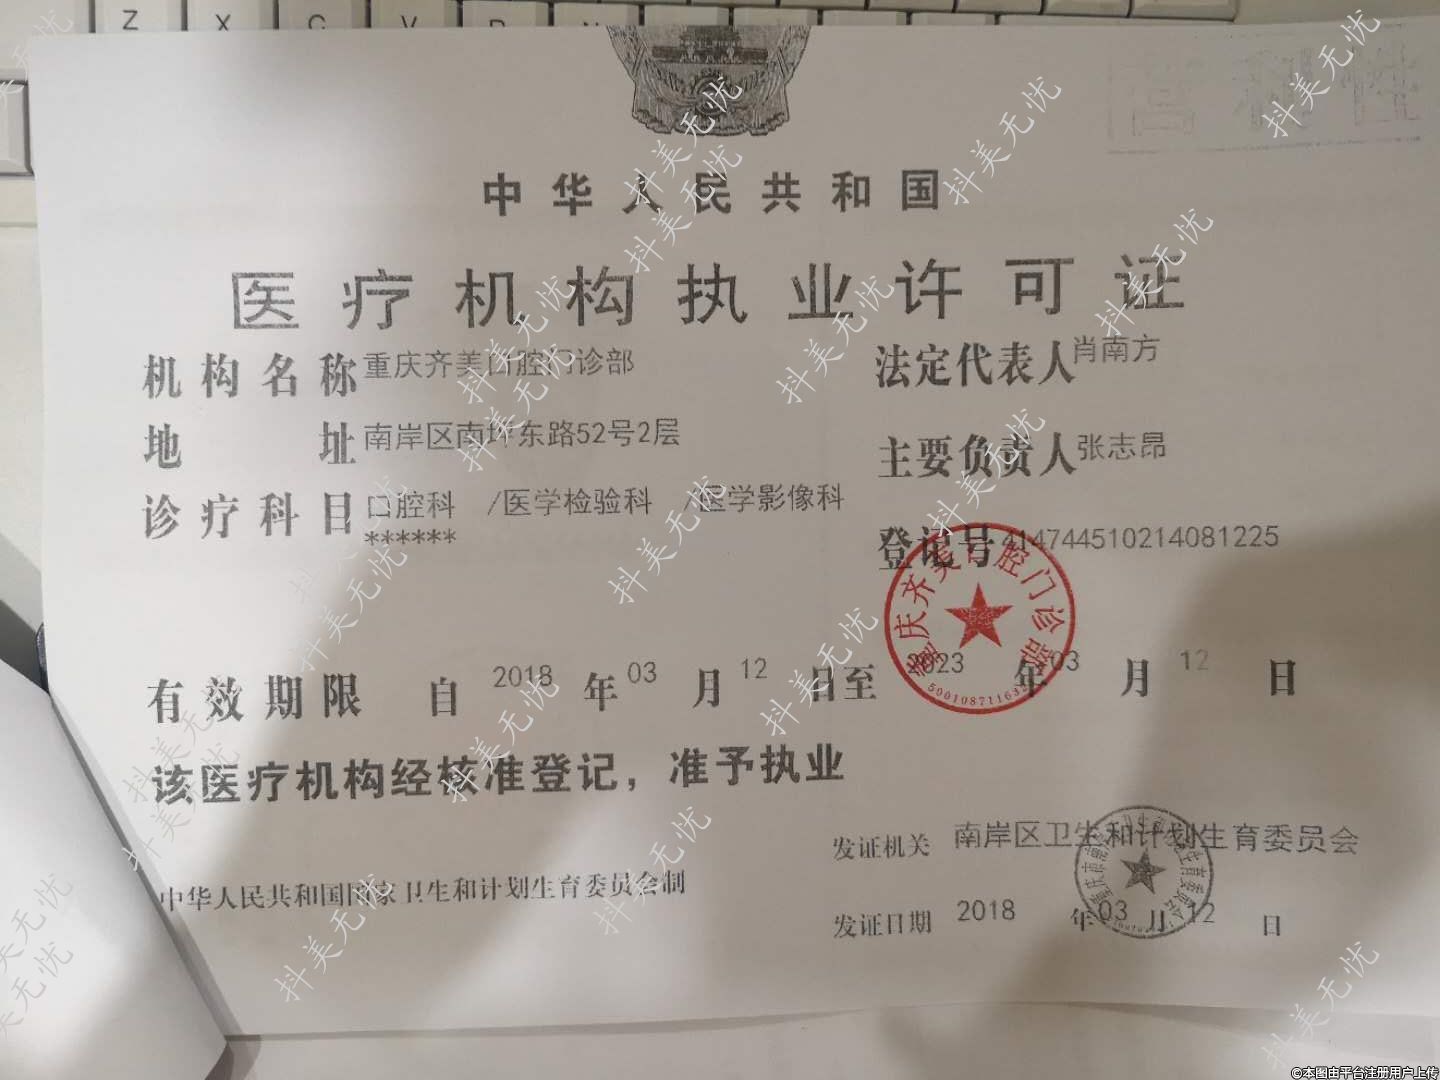 Z X C V B N
中华人民共和国
医疗机构执业许可证
机构名称 重庆齐美口腔门诊部
法定代表人 肖南方
地址 南岸区南坪东路52号2层
主要负责人 张志昂
诊疗科目 口腔科 /医学检验科 /医学影像科
******
登记号 414744510214081225
重庆齐美口腔门诊部
有效期限 自 2018 年 03 月 12 日至 2023 年 03 月 12 日
该医疗机构经核准登记，准予执业
发证机关 南岸区卫生和计划生育委员会
中华人民共和国国家卫生和计划生育委员会制
发证日期 2018 年 03 月 12 日
抖美无忧
©本图由平台注册用户上传